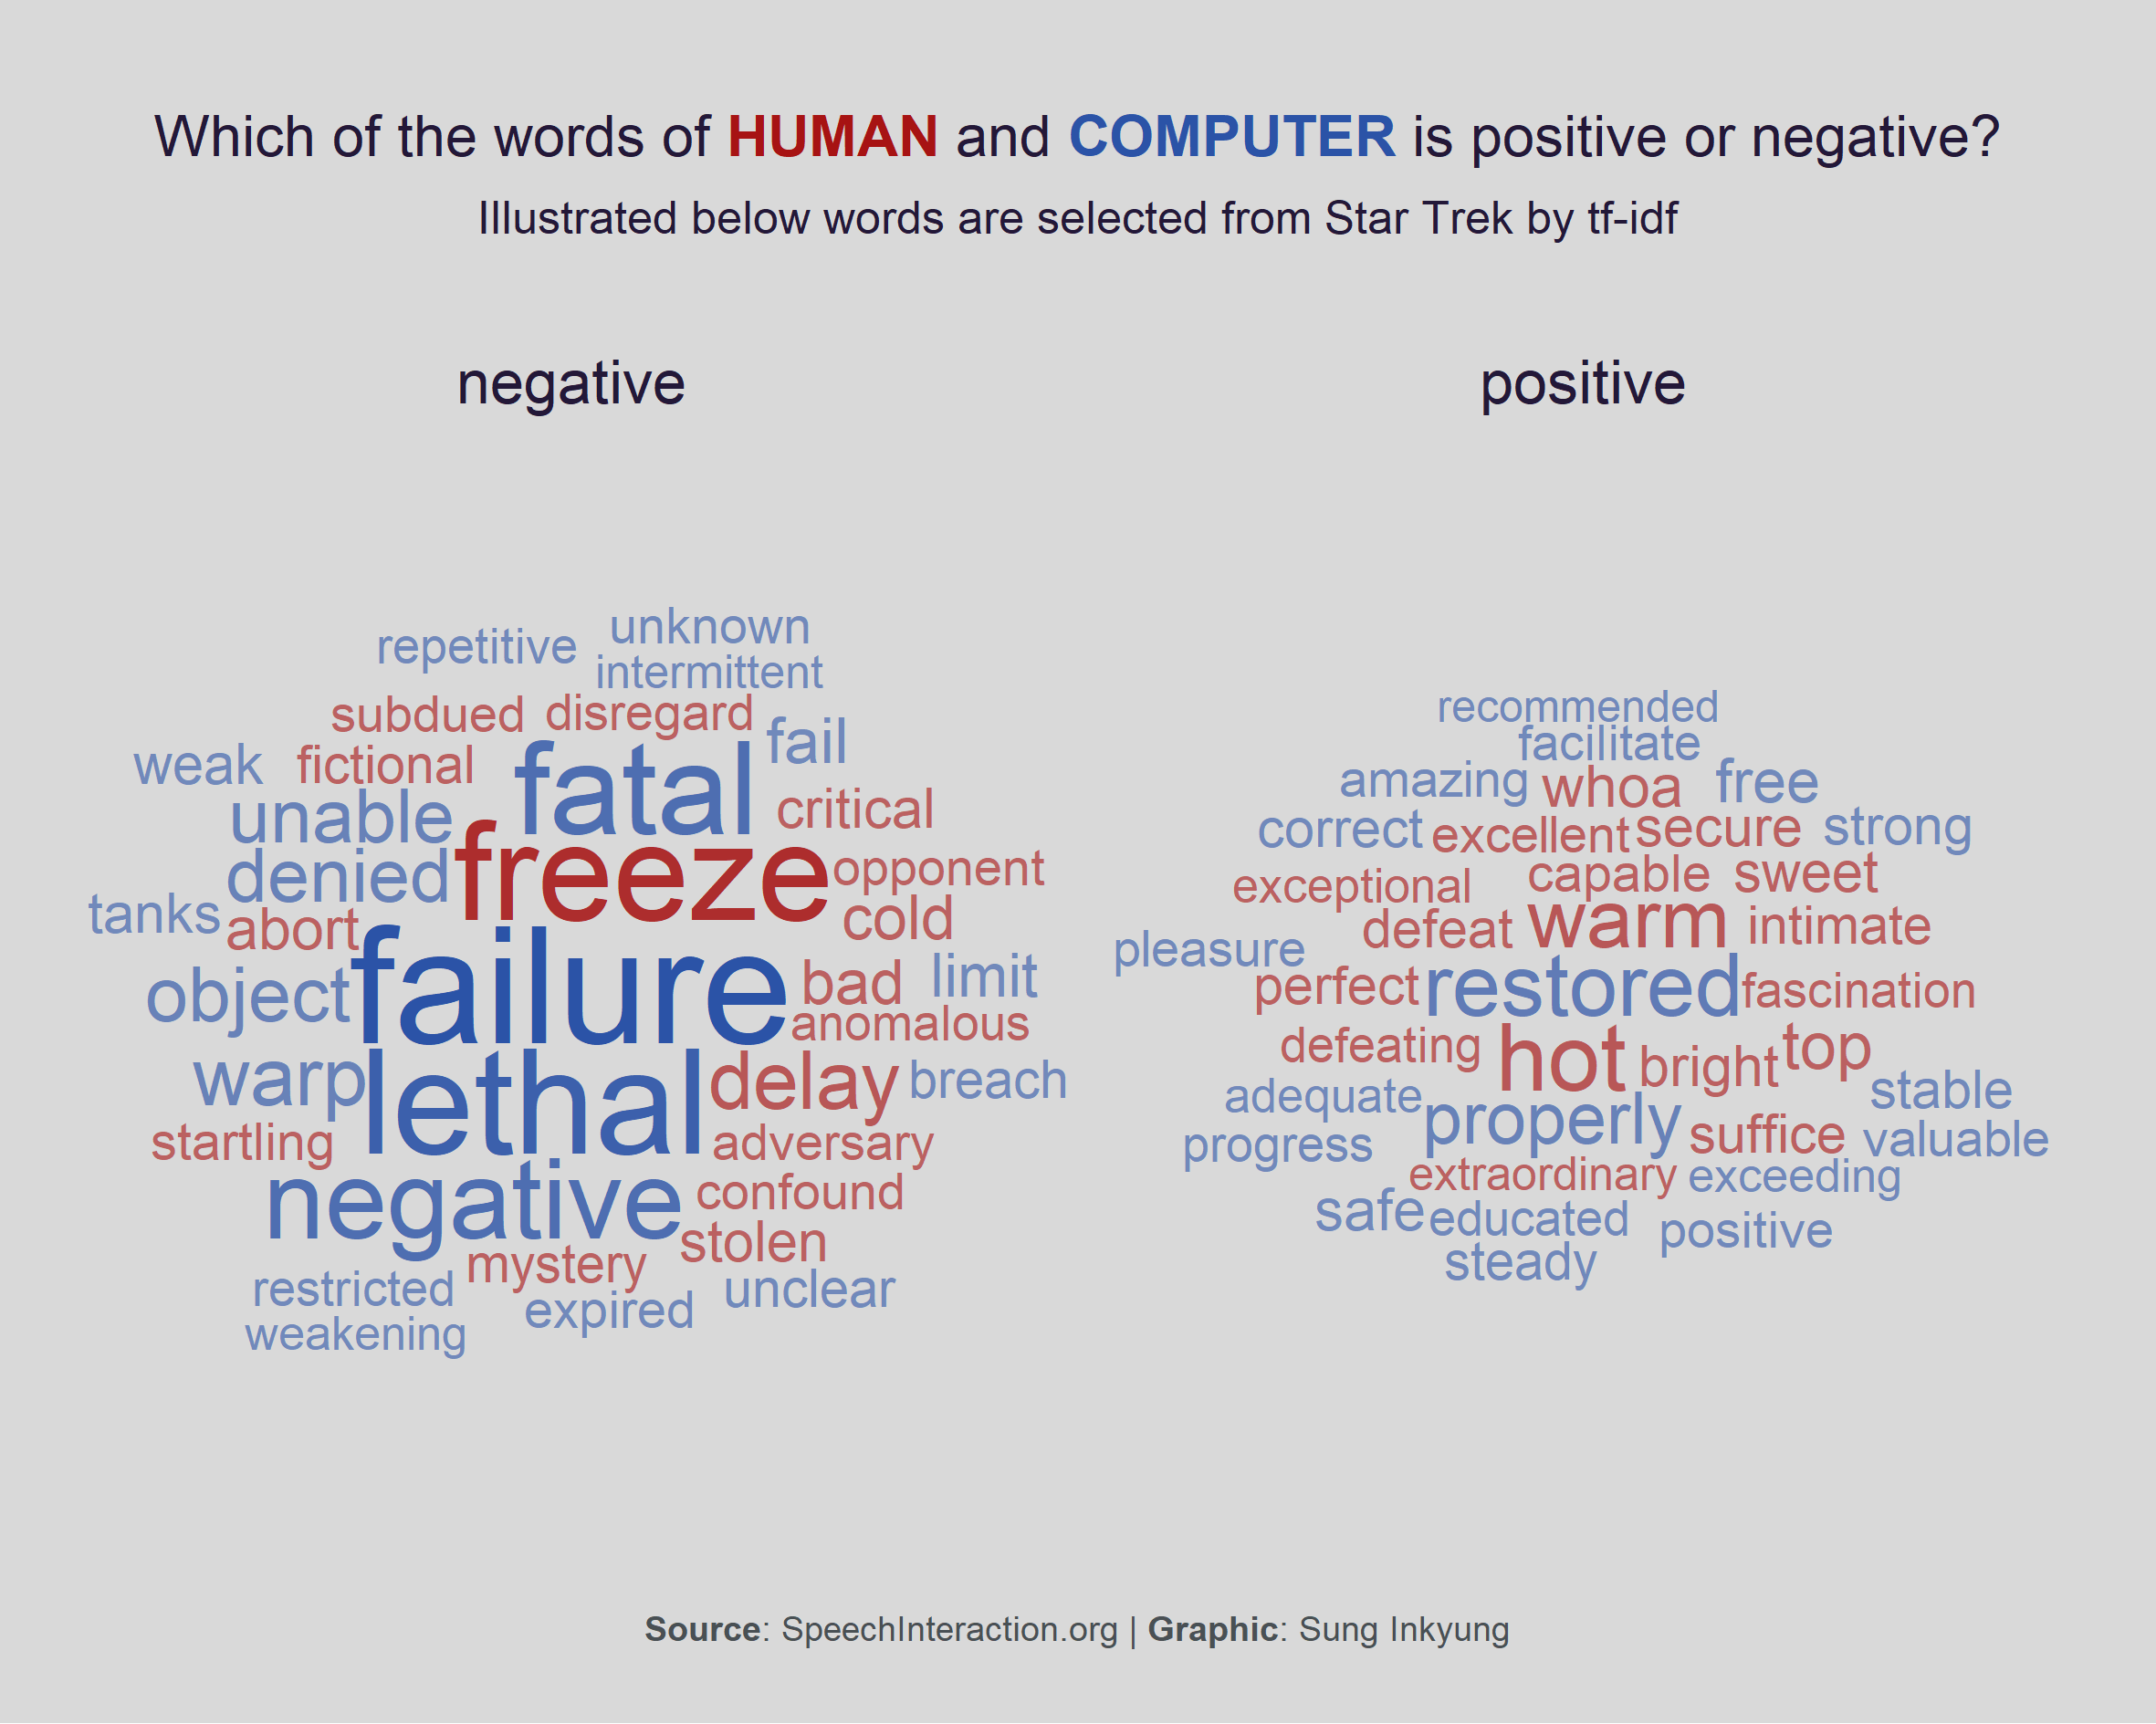 Which of the words of HUMAN and COMPUTER is positive or negative?
Illustrated below words are selected from Star Trek by tf-idf
negative
unknown
repetitive
intermittent
subdued
disregard
fail
weak
fictional
fatal
critical
unable
freeze
denied
opponent
tanks
abort
cold
failure
object
bad
limit
anomalous
warp
lethal
delay
breach
startling
adversary
negative
confound
stolen
mystery
restricted
expired
unclear
weakening
positive
recommended
facilitate
amazing
whoa
free
correct
excellent
secure
strong
exceptional
capable
sweet
defeat
warm
intimate
pleasure
perfect
restored
fascination
defeating
hot
bright
top
adequate
properly
stable
progress
suffice
valuable
extraordinary
exceeding
safe
educated
positive
steady
Source: SpeechInteraction.org | Graphic: Sung Inkyung